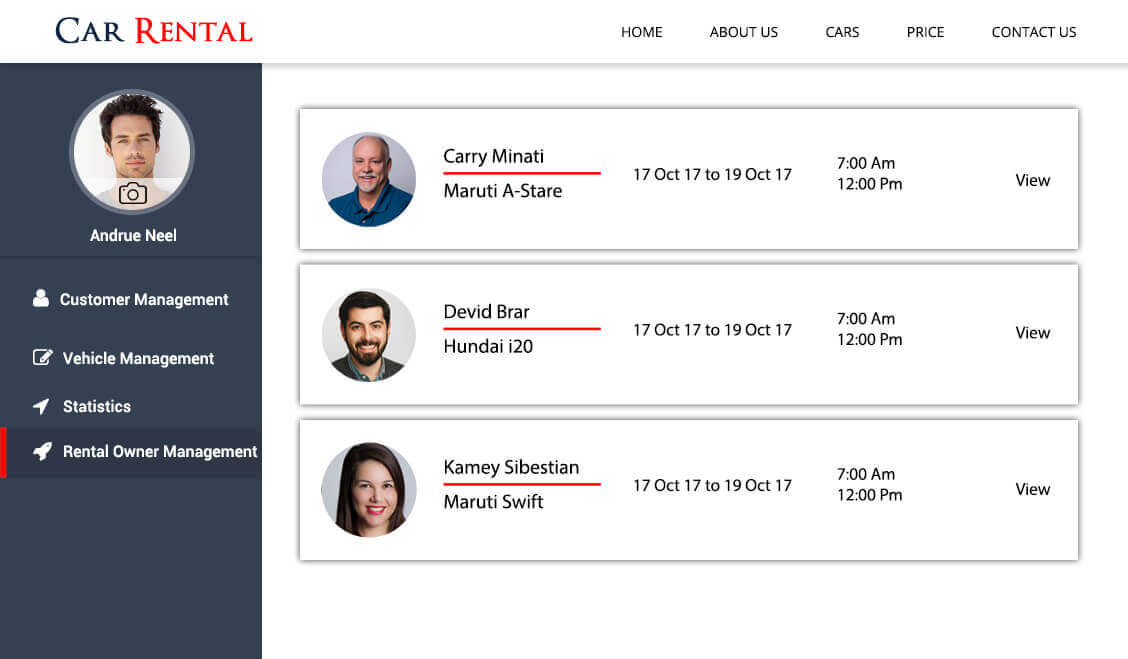 CAR RENTAL
HOME ABOUT US CARS PRICE CONTACT US
Andrue Neel
Customer Management
Vehicle Management
Statistics
Rental Owner Management
Carry Minati
Maruti A-Stare
17 Oct 17 to 19 Oct 17
7:00 Am
12:00 Pm
View
Devid Brar
Hundai i20
17 Oct 17 to 19 Oct 17
7:00 Am
12:00 Pm
View
Kamey Sibestian
Maruti Swift
17 Oct 17 to 19 Oct 17
7:00 Am
12:00 Pm
View